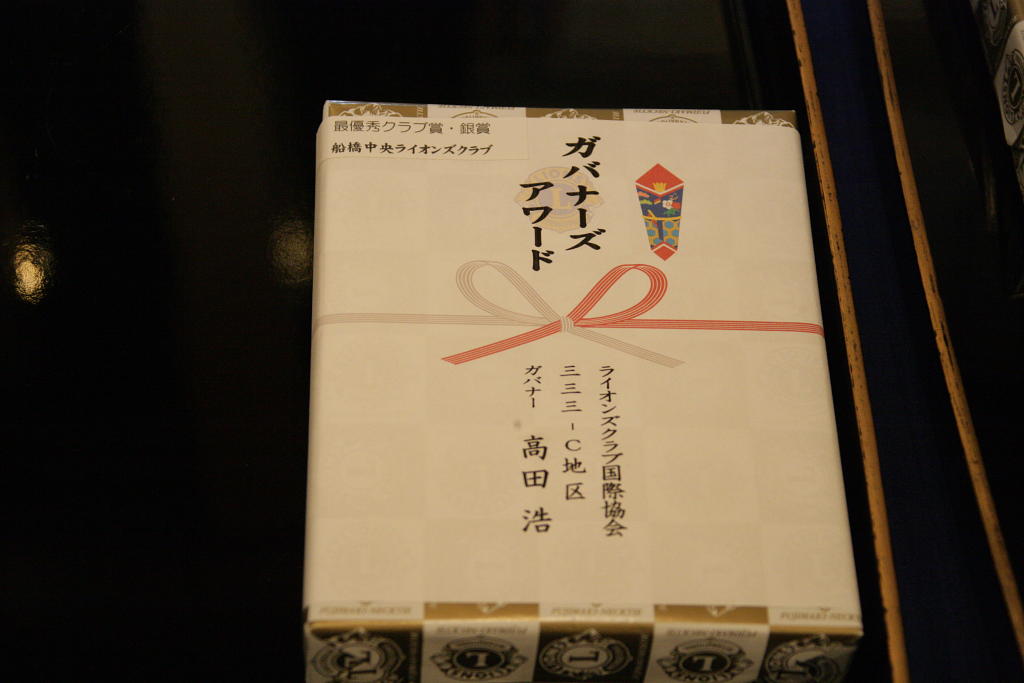 最優秀クラブ賞・銀賞
船橋中央ライオンズクラブ
ガバナーズ
アワード
ライオンズクラブ国際協会
三三三-C地区
ガバナー 高田 浩